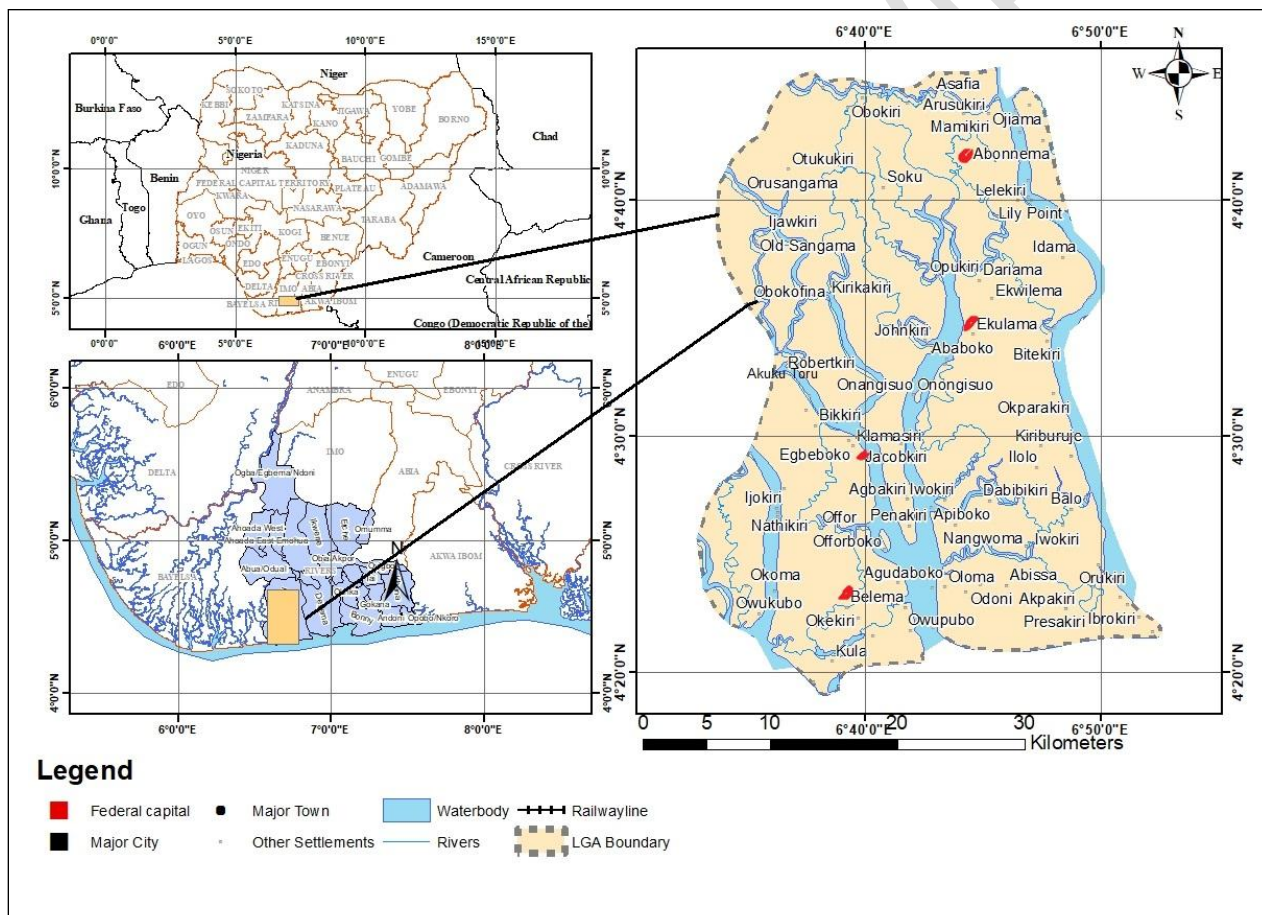 0°0'0" 5°0'0"E 10°0'0"E 15°0'0"E
Niger
Burkina Faso
SOKOTO
KEBBI
ZAMFARA
KATSINA
KANO
JIGAWA
YOBE
BORNO
Chad
KADUNA
Nigeria
NIGER
BAUCHI
GOMBE
Benin
FEDERAL CAPITAL TERRITORY
PLATEAU
ADAMAWA
KWARA
NASARAWA
Togo
Ghana
OYO
TARABA
OSUN
EKITI
KOGI
BENUE
OGUN
ONDO
LAGOS
EDO
ENUGU
EBONYI
Cameroon
CROSS RIVER
Central African Republic
DELTA
IMO
ABIA
BAYELSA
AKWA IBOM
Congo (Democratic Republic of the)
10°0'0"N
5°0'0"N
10°0'0"N
5°0'0"N
0°0'0" 5°0'0"E 10°0'0"E 15°0'0"E
6°0'0"E 7°0'0"E 8°0'0"E
EDO
ENUGU
ANAMBRA
EBONYI
IMO
DELTA
ABIA
CROSS RIVER
Ogba/Egbema/Ndoni
Ahoada West
Omumma
Ahoada East
Emohua
Ikwerre
Obia/Akpor
Abua/Odual
RIVERS
AKWA IBOM
BAYELSA
N
Tai
Gokana
Bonny
Andoni
Opobo/Nkoro
6°0'0"N
5°0'0"N
4°0'0"N
6°0'0"N
5°0'0"N
4°0'0"N
6°0'0"E 7°0'0"E 8°0'0"E
6°40'0"E 6°50'0"E
N
W E
S
Asafia
Arusukiri
Obokiri
Mamikiri
Ojiama
Abonnema
Otukukiri
Soku
Orusangama
Lelekiri
Lily Point
Ijawkiri
Old-Sangama
Idama
Opukiri
Dariama
Obokofina
Kirikakiri
Ekwilema
Johnkiri
Ekulama
Ababoko
Bitekiri
Robertkiri
Akuku Toru
Onangisuo
Onongisuo
Bikkiri
Okparakiri
Klamasiri
Kiriburuje
Egbeboko
Jacobkiri
Ilolo
Agbakiri
Iwokiri
Ijokiri
Dabibikiri
Balo
Nathikiri
Offor
Penakiri
Apiboko
Offorboko
Nangwoma
Iwokiri
Okoma
Agudaboko
Oloma
Abissa
Orukiri
Owukubo
Belema
Odoni
Akpakiri
Okekiri
Owupubo
Presakiri
Ibrokiri
Kula
4°40'0"N
4°30'0"N
4°20'0"N
4°40'0"N
4°30'0"N
4°20'0"N
6°40'0"E 6°50'0"E
0 5 10 20 30
Kilometers
Legend
Federal capital Major Town Waterbody Railwayline
Major City Other Settlements Rivers LGA Boundary